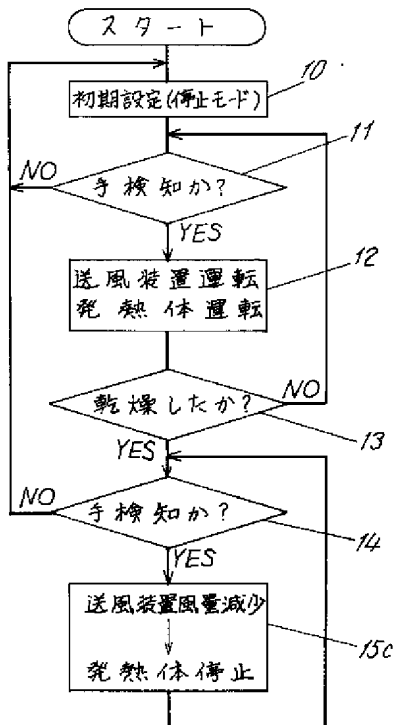 スタート
10
初期設定(停止モード)
11
手検知か?
NO
YES
12
送風装置運転
発熱体運転
乾燥したか?
NO
13
YES
手検知か?
NO
14
YES
送風装置風量減少
発熱体停止
15c